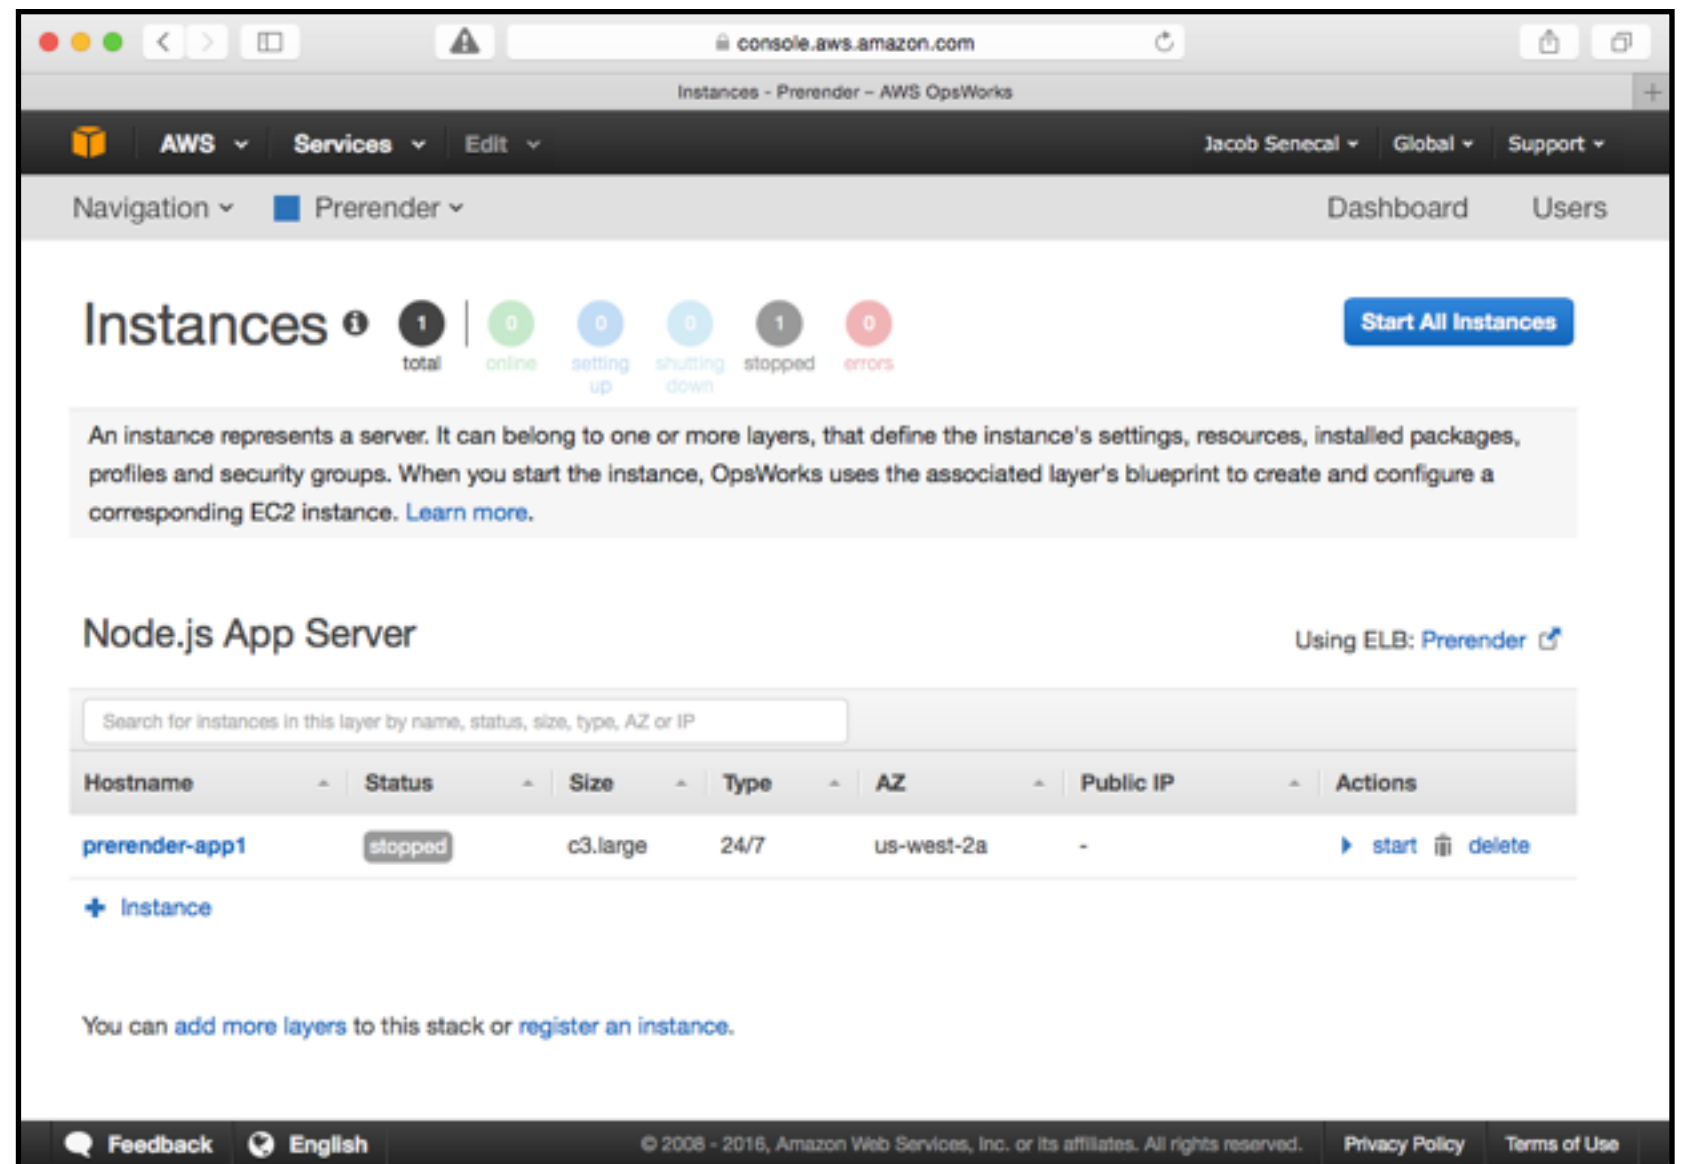 console.aws.amazon.com
Instances - Prerender – AWS OpsWorks
AWS Services Edit Jacob Senecal Global Support
Navigation Prerender Dashboard Users
Instances 1 0 0 0 1 0 Start All Instances
total online setting up shutting down stopped errors
An instance represents a server. It can belong to one or more layers, that define the instance's settings, resources, installed packages,
profiles and security groups. When you start the instance, OpsWorks uses the associated layer's blueprint to create and configure a
corresponding EC2 instance. Learn more.
Node.js App Server Using ELB: Prerender
Search for instances in this layer by name, status, size, type, AZ or IP
Hostname Status Size Type AZ Public IP Actions
prerender-app1 stopped c3.large 24/7 us-west-2a - start delete
Instance
You can add more layers to this stack or register an instance.
Feedback English © 2008 - 2016, Amazon Web Services, Inc. or its affiliates. All rights reserved. Privacy Policy Terms of Use